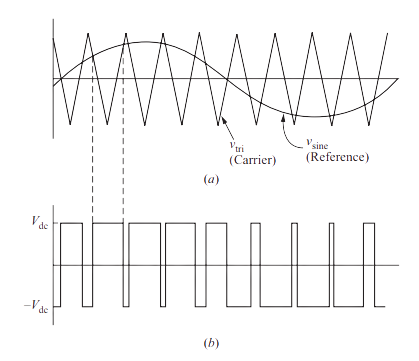 v_tri
(Carrier)
v_sine
(Reference)
(a)
V_dc
−V_dc
(b)